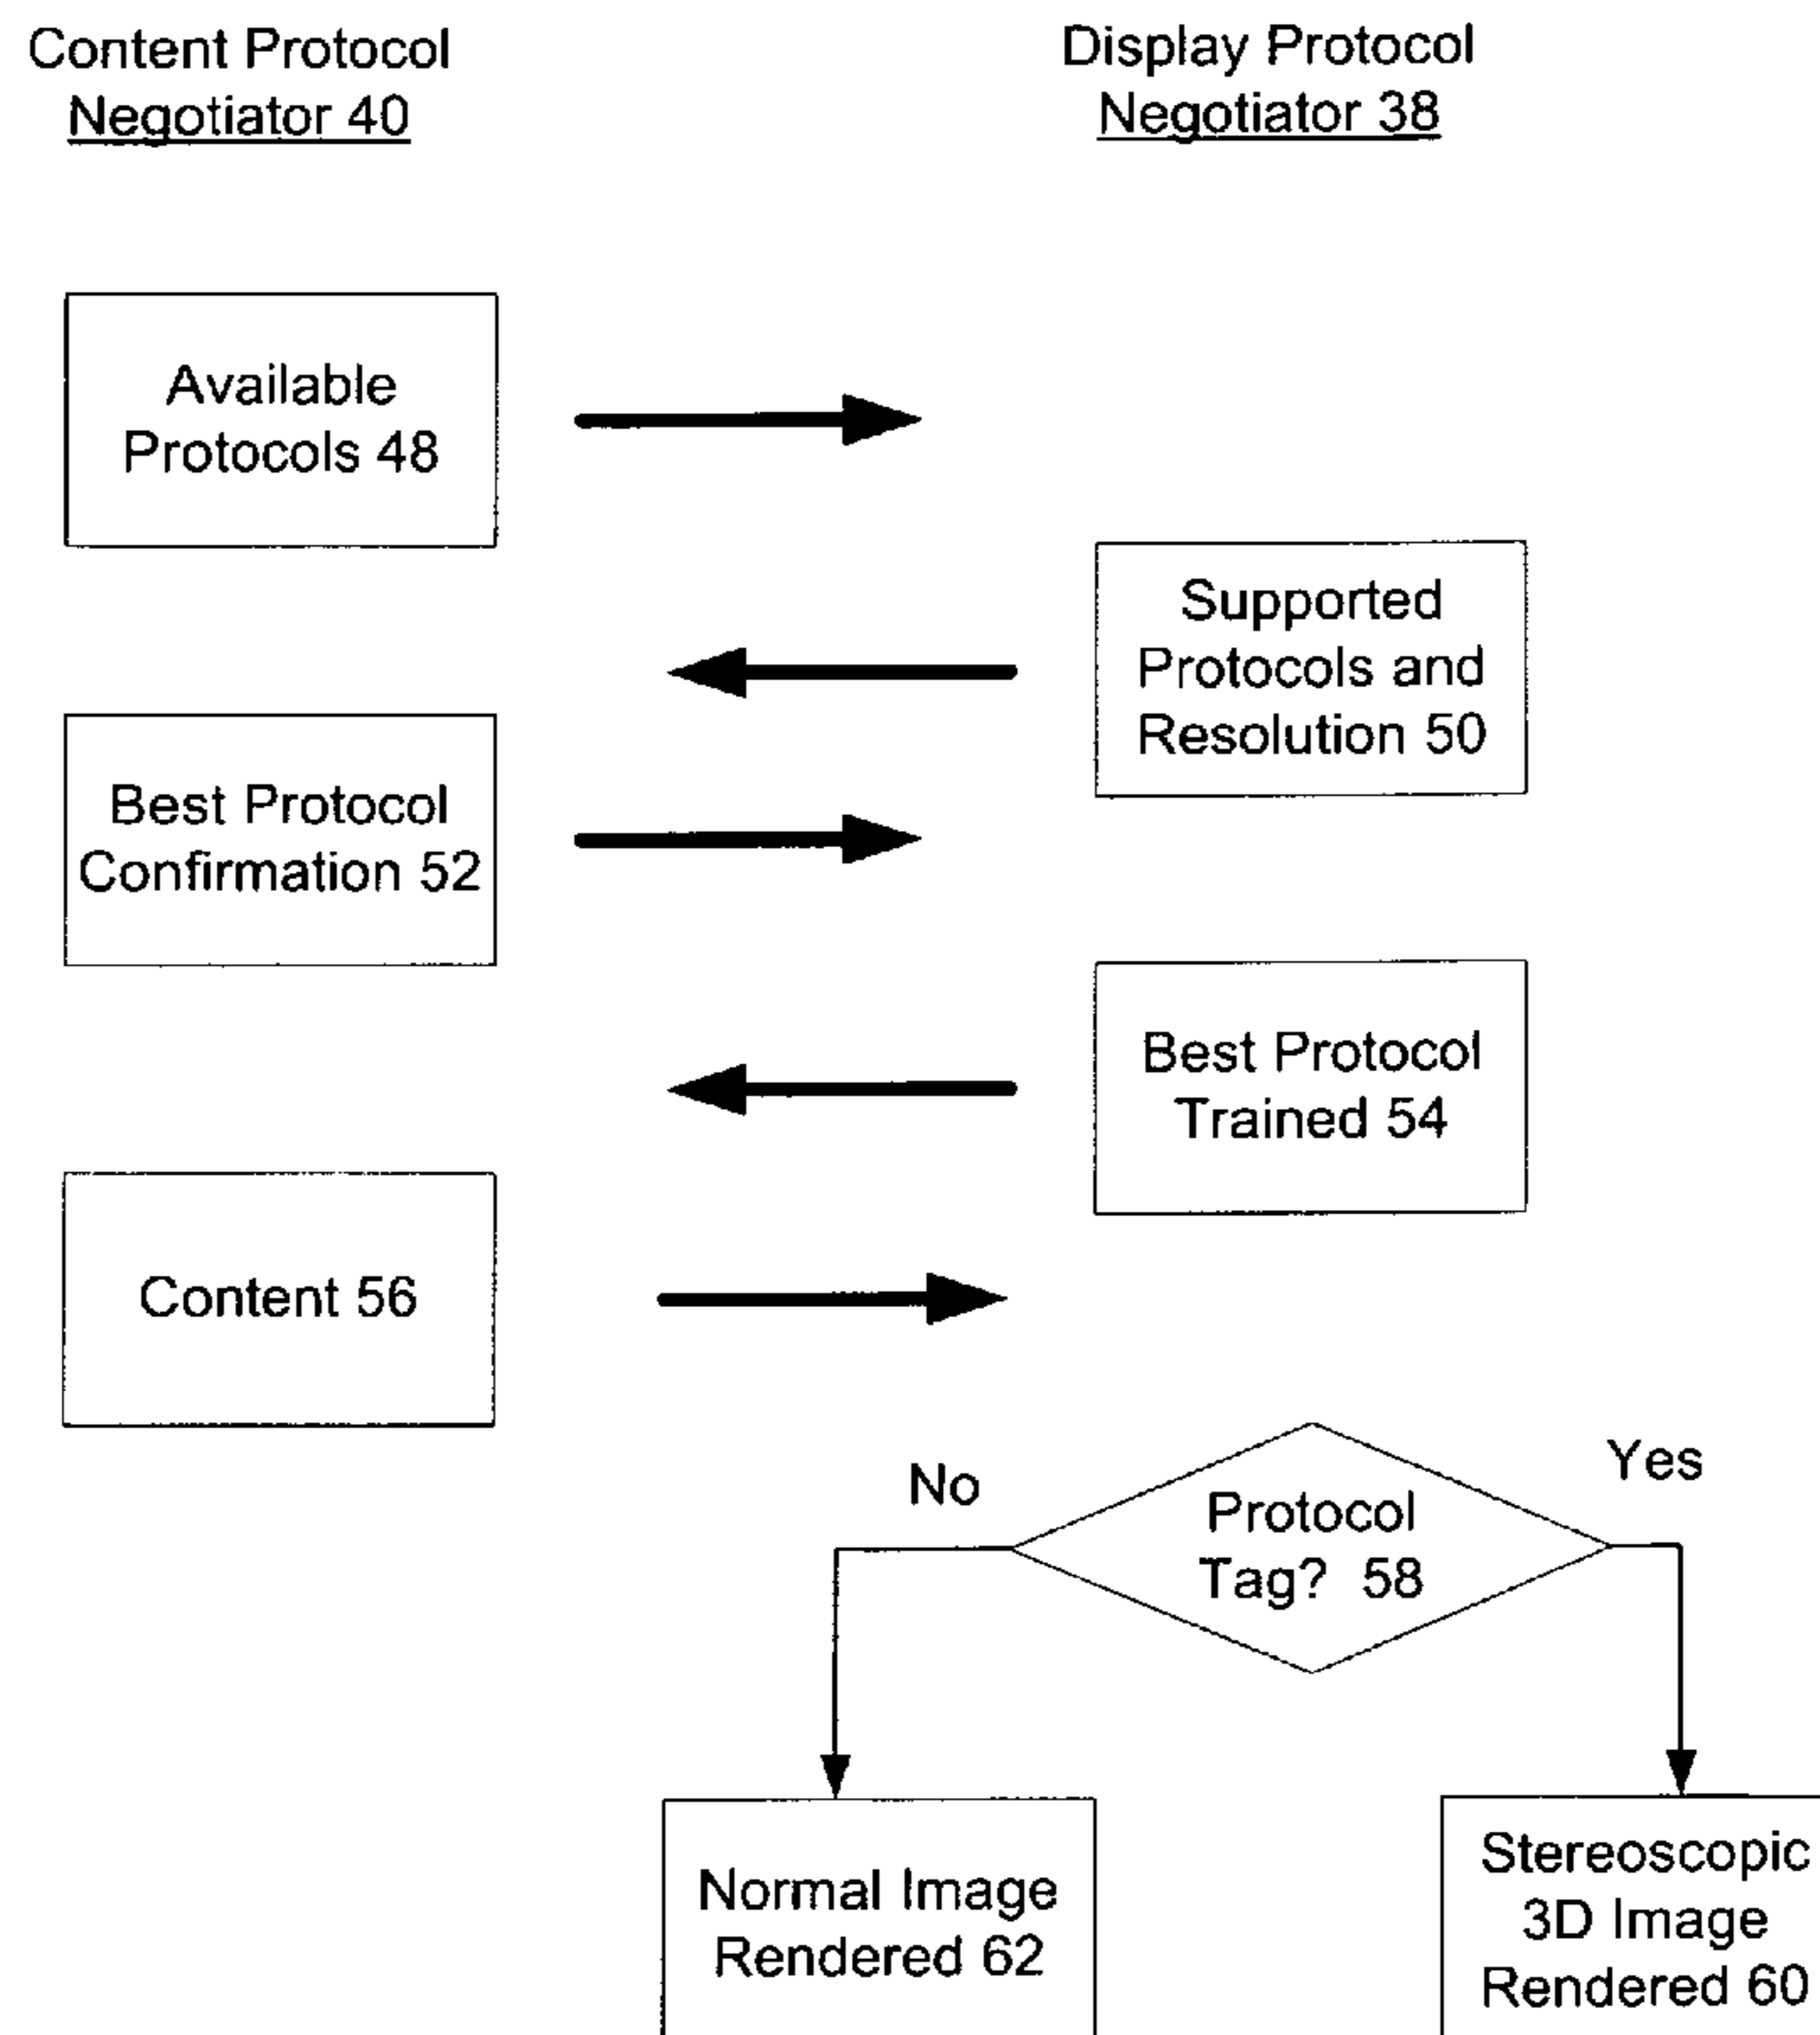 Content Protocol
Negotiator 40
Display Protocol
Negotiator 38
Available
Protocols 48
Supported
Protocols and
Resolution 50
Best Protocol
Confirmation 52
Best Protocol
Trained 54
Content 56
No
Yes
Protocol
Tag? 58
Normal Image
Rendered 62
Stereoscopic
3D Image
Rendered 60